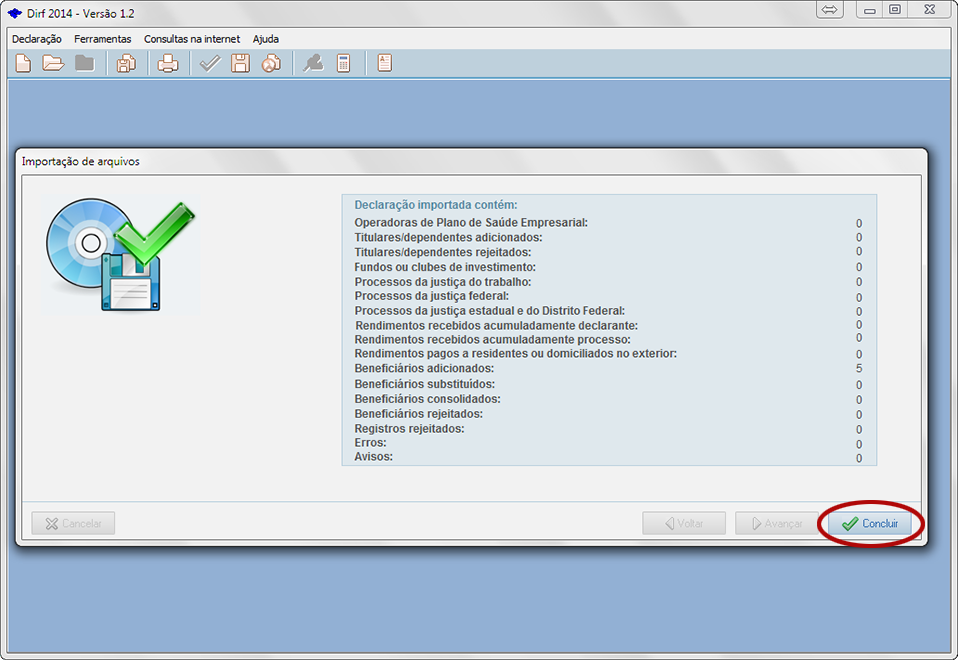 Dirf 2014 - Versão 1.2
Declaração Ferramentas Consultas na internet Ajuda
Importação de arquivos
Declaração importada contém:
Operadoras de Plano de Saúde Empresarial: 0
Titulares/dependentes adicionados: 0
Titulares/dependentes rejeitados: 0
Fundos ou clubes de investimento: 0
Processos da justiça do trabalho: 0
Processos da justiça federal: 0
Processos da justiça estadual e do Distrito Federal: 0
Rendimentos recebidos acumuladamente declarante: 0
Rendimentos recebidos acumuladamente processo: 0
Rendimentos pagos a residentes ou domiciliados no exterior: 0
Beneficiários adicionados: 5
Beneficiários substituídos: 0
Beneficiários consolidados: 0
Beneficiários rejeitados: 0
Registros rejeitados: 0
Erros: 0
Avisos: 0
Cancelar Voltar Avançar Concluir